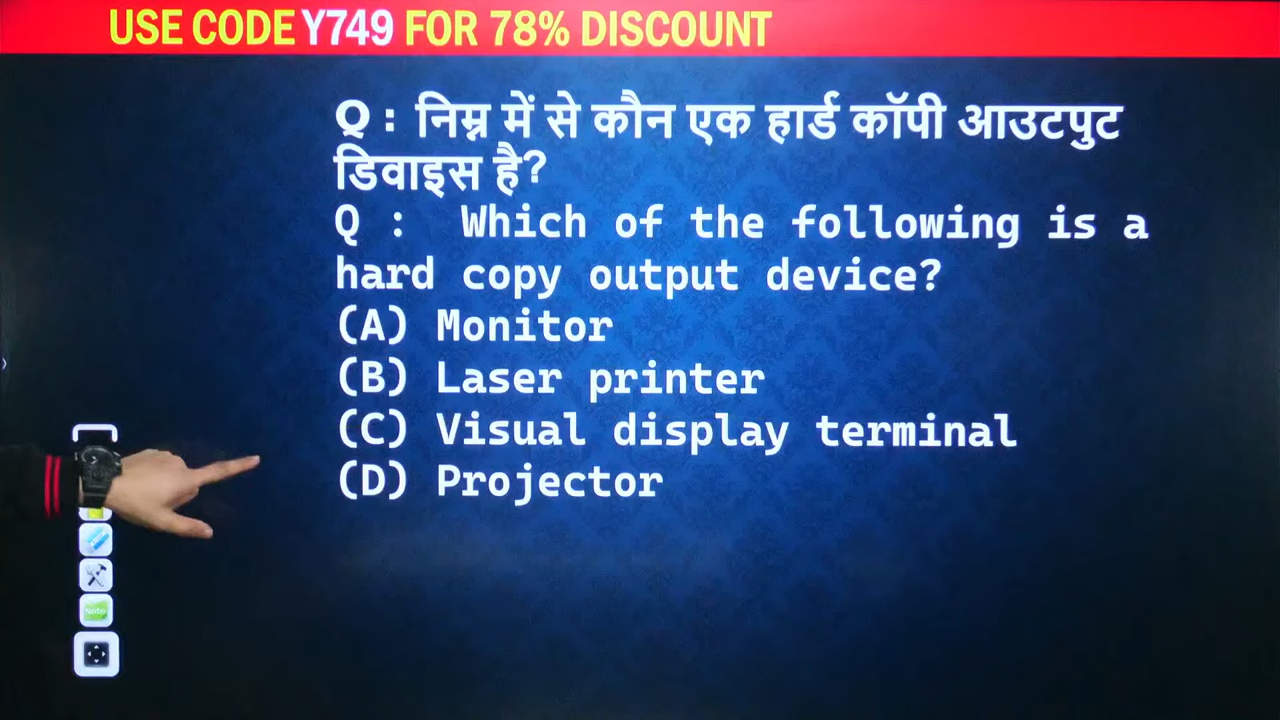 USE CODE Y749 FOR 78% DISCOUNT
Q : निम्न में से कौन एक हार्ड कॉपी आउटपुट
डिवाइस है?
Q : Which of the following is a
hard copy output device?
(A) Monitor
(B) Laser printer
(C) Visual display terminal
(D) Projector
Note